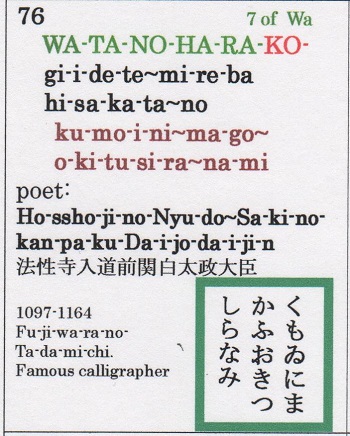 76
7 of Wa
WA-TA-NO-HA-RA-KO-
gi-i-de-te~mi-re-ba
hi-sa-ka-ta~no
ku-mo-i-ni~ma-go~
o-ki-tu-si-ra~na-mi
poet:
Ho-ssho-ji-no-Nyu-do~Sa-ki-no-
kan-pa-ku-Da-i-jo-da-i-ji-n
法性寺入道前関白太政大臣
1097-1164
Fu-ji-wa-ra-no-
Ta-da-mi-chi.
Famous calligrapher
くもゐにま
かふおきつ
しらなみ